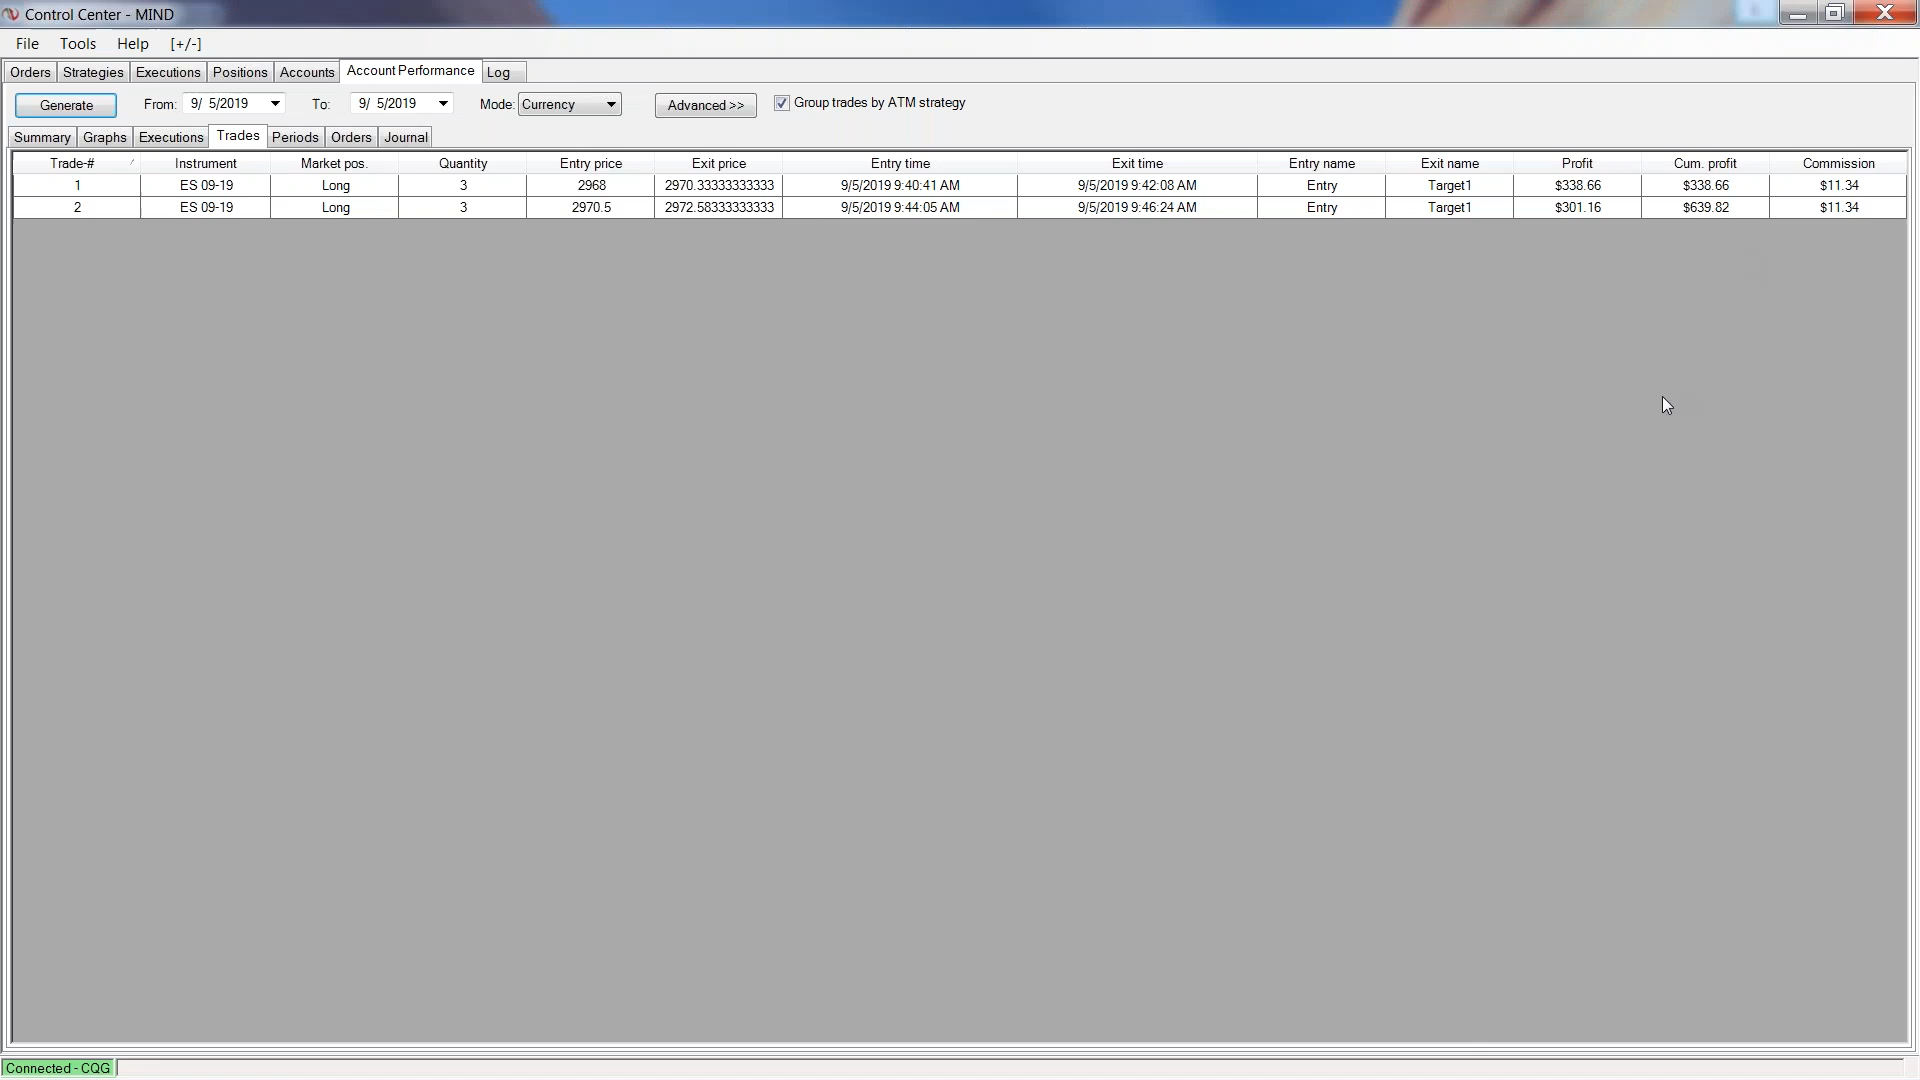 Control Center - MIND
File Tools Help [+/-]
Orders Strategies Executions Positions Accounts Account Performance Log
Generate From: 9/ 5/2019 To: 9/ 5/2019 Mode: Currency Advanced >> Group trades by ATM strategy
Summary Graphs Executions Trades Periods Orders Journal
Trade-# Instrument Market pos. Quantity Entry price Exit price Entry time Exit time Entry name Exit name Profit Cum. profit Commission
1 ES 09-19 Long 3 2968 2970.33333333333 9/5/2019 9:40:41 AM 9/5/2019 9:42:08 AM Entry Target1 $338.66 $338.66 $11.34
2 ES 09-19 Long 3 2970.5 2972.58333333333 9/5/2019 9:44:05 AM 9/5/2019 9:46:24 AM Entry Target1 $301.16 $639.82 $11.34
Connected - CQG